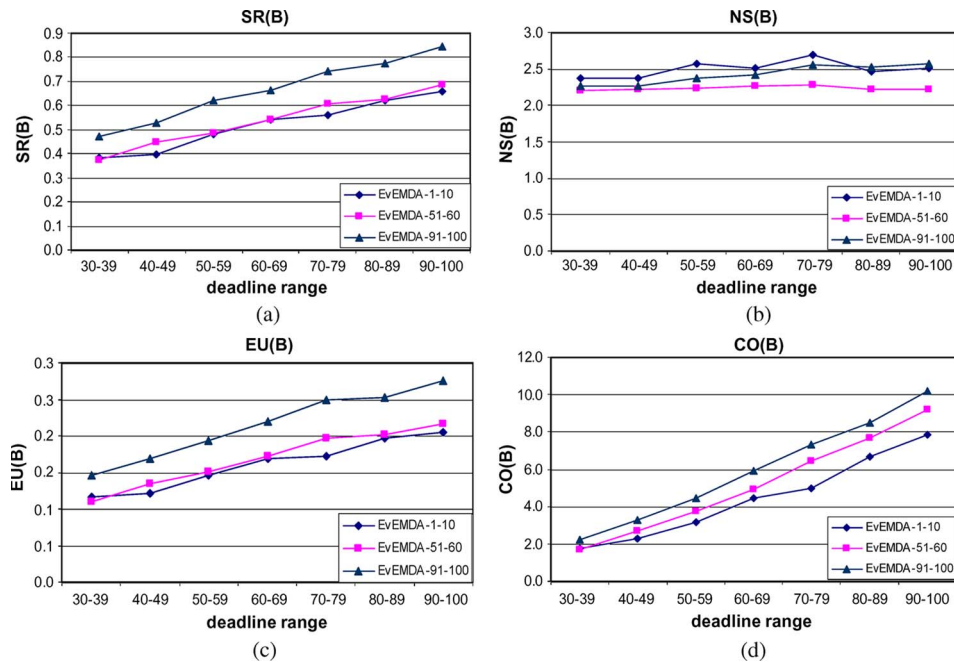 SR(B)
0.9
0.8
0.7
0.6
0.5
0.4
0.3
0.2
0.1
0.0
SR(B)
EvEMDA-1-10
EvEMDA-51-60
EvEMDA-91-100
30-39 40-49 50-59 60-69 70-79 80-89 90-100
deadline range
(a)
NS(B)
3.0
2.5
2.0
1.5
1.0
0.5
0.0
NS(B)
EvEMDA-1-10
EvEMDA-51-60
EvEMDA-91-100
30-39 40-49 50-59 60-69 70-79 80-89 90-100
deadline range
(b)
EU(B)
0.3
0.3
0.2
0.2
0.1
0.1
0.0
EU(B)
EvEMDA-1-10
EvEMDA-51-60
EvEMDA-91-100
30-39 40-49 50-59 60-69 70-79 80-89 90-100
deadline range
(c)
CO(B)
12.0
10.0
8.0
6.0
4.0
2.0
0.0
CO(B)
EvEMDA-1-10
EvEMDA-51-60
EvEMDA-91-100
30-39 40-49 50-59 60-69 70-79 80-89 90-100
deadline range
(d)